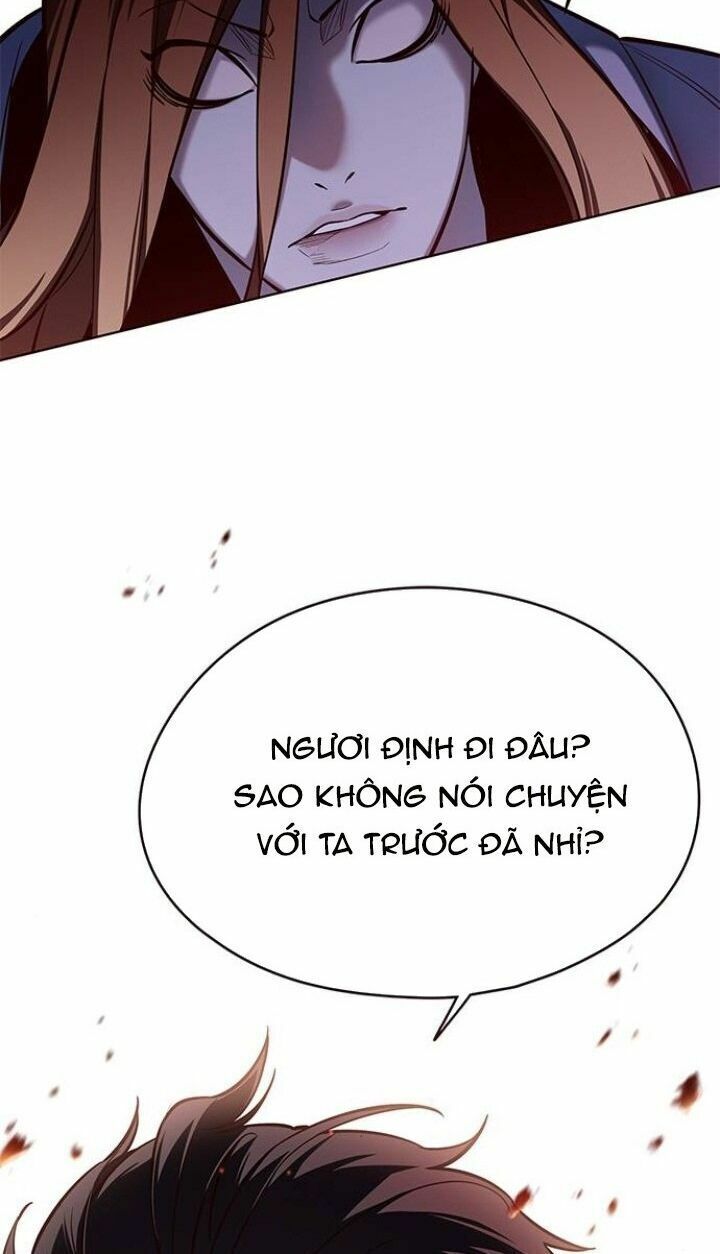 NGƯƠI ĐỊNH ĐI ĐÂU?
SAO KHÔNG NÓI CHUYỆN
VỚI TA TRƯỚC ĐÃ NHỈ?